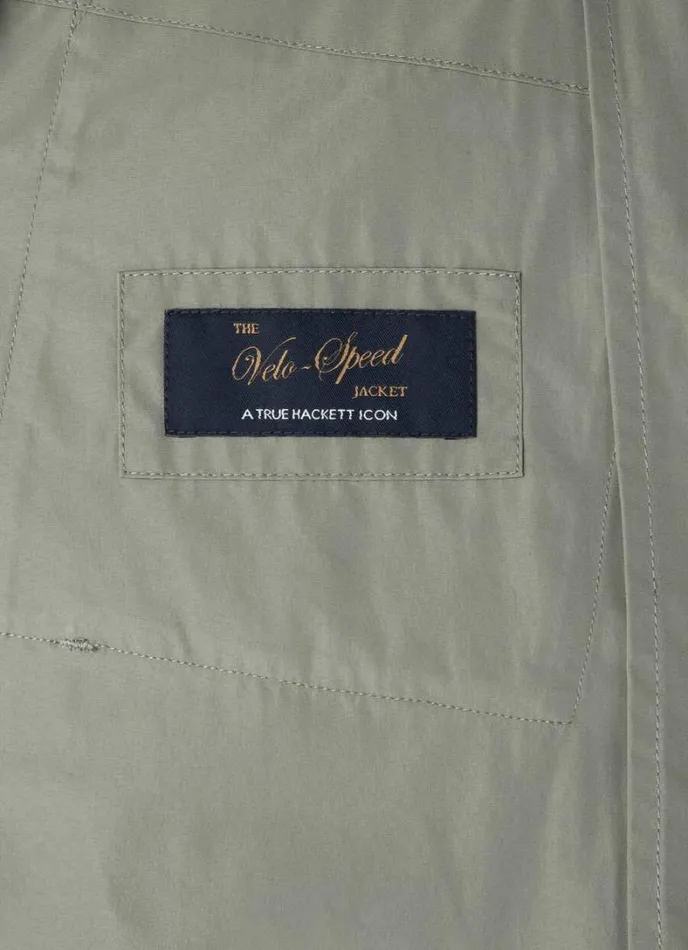 THE
Velo-Speed
JACKET
A TRUE HACKETT ICON